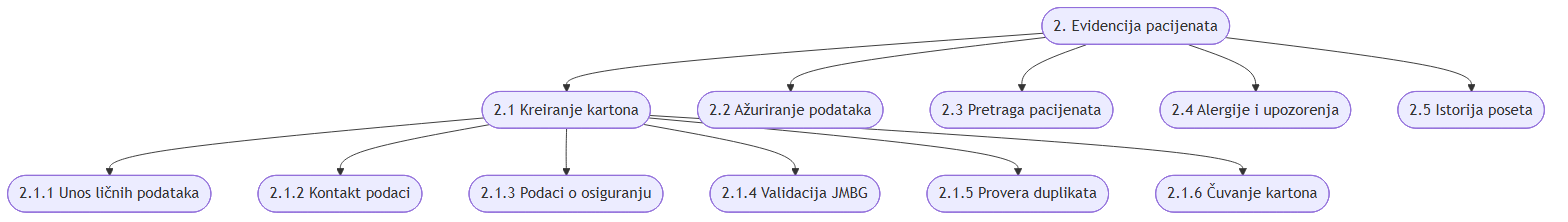 2. Evidencija pacijenata
2.1 Kreiranje kartona
2.2 Ažuriranje podataka
2.3 Pretraga pacijenata
2.4 Alergije i upozorenja
2.5 Istorija poseta
2.1.1 Unos ličnih podataka
2.1.2 Kontakt podaci
2.1.3 Podaci o osiguranju
2.1.4 Validacija JMBG
2.1.5 Provera duplikata
2.1.6 Čuvanje kartona